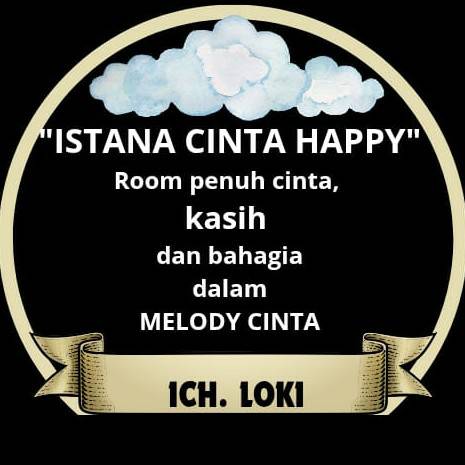 "ISTANA CINTA HAPPY"
Room penuh cinta,
kasih
dan bahagia
dalam
MELODY CINTA
ICH. LOKI